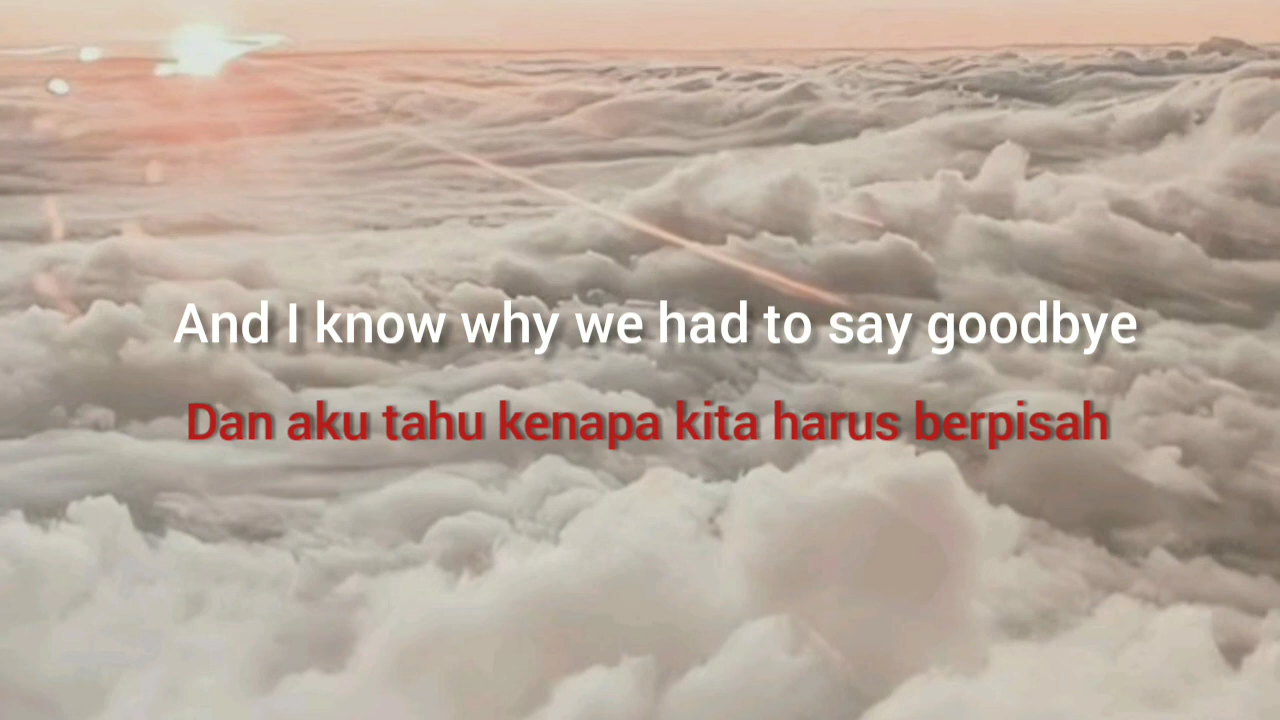 And I know why we had to say goodbye
Dan aku tahu kenapa kita harus berpisah